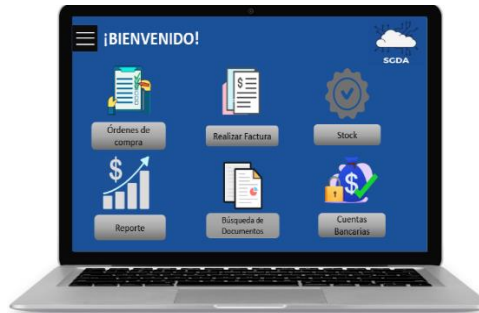 ¡BIENVENIDO!
SGDA
Órdenes de
compra
Realizar Factura
Stock
Reporte
Búsqueda de
Documentos
Cuentas
Bancarias